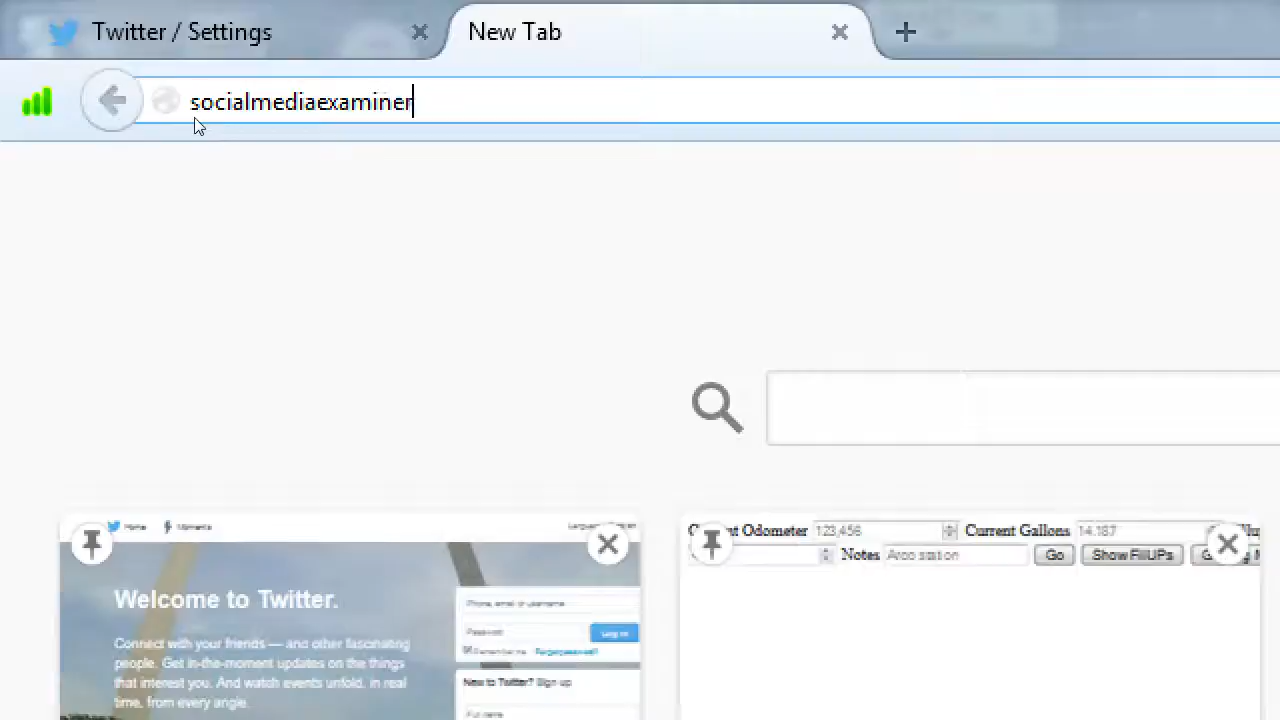 Twitter / Settings
New Tab
socialmediaexaminer
Home Moments
Welcome to Twitter.
Connect with your friends — and other fascinating
people. Get in-the-moment updates on the things
that interest you. And watch events unfold, in real
time, from every angle.
Phone, email or username
Password
Log in
Remember me · Forgot password?
New to Twitter? Sign up
Full name
Odometer 123,456 Current Gallons 14.187
Notes Arco station Go Show FillUPs